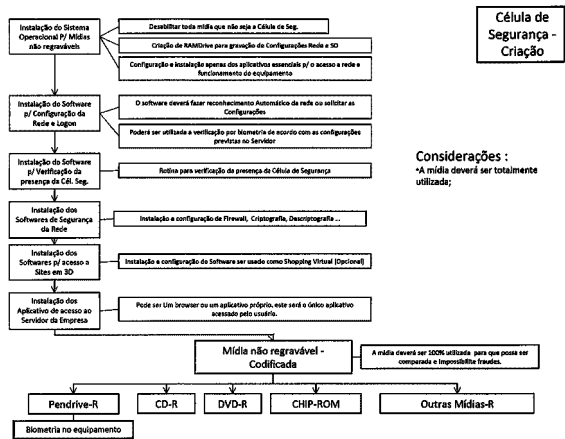 Célula de
Segurança -
Criação
Instalação do Sistema
Operacional P/ Mídias
não regraváveis
Desabilitar toda mídia que não seja a Célula de Seg.
Criação de RAMDrive para gravação de Configurações Rede e SO
Configuração e instalação apenas dos aplicativos essenciais p/ o acesso a rede e
funcionamento do equipamento
Instalação do Software
p/ Configuração da
Rede e Logon
O software deverá fazer reconhecimento Automático da rede ou solicitar as
Configurações
Poderá ser utilizada a verificação por biometria de acordo com as configurações
previstas no Servidor
Instalação do Software
p/ Verificação da
presença da Cél. Seg.
Rotina para verificação da presença da Célula de Segurança
Considerações :
•A mídia deverá ser totalmente
utilizada;
Instalação dos
Softwares de Segurança
da Rede
Instalação e configuração de Firewall, Criptografia, Descriptografia ...
Instalação dos
Softwares p/ acesso a
Sites em 3D
Instalação e configuração de Software ser usado como Shopping Virtual (Opcional)
Instalação dos
Aplicativo de acesso ao
Servidor da Empresa
Pode ser Um browser ou um aplicativo próprio, este será o único aplicativo
acessado pelo usuário.
Mídia não regravável -
Codificada
A mídia deverá ser 100% utilizada para que possa ser
comparada e impossibilite fraudes.
Pendrive-R
CD-R
DVD-R
CHIP-ROM
Outras Mídias-R
Biometria no equipamento